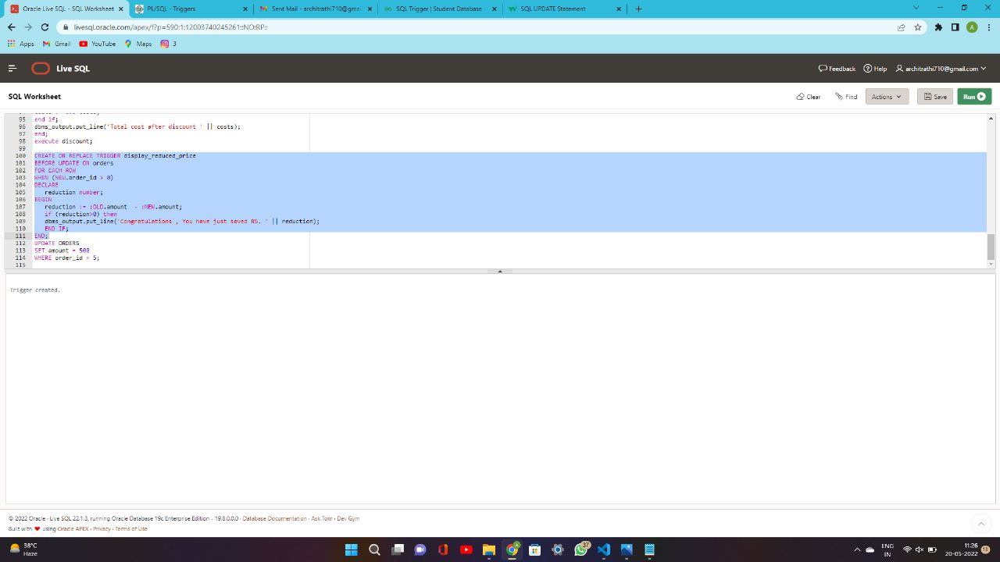 Oracle Live SQL - SQL Worksheet
PL/SQL - Triggers
Sent Mail - architrathi710@gmai
SQL Trigger | Student Database -
SQL UPDATE Statement
livesql.oracle.com/apex/f?p=590:1:12003740245261::NO:RP::
A
Apps
Gmail
YouTube
Maps
3
Live SQL
Feedback
Help
architrathi710@gmail.com
SQL Worksheet
Clear
Find
Actions
Save
Run
95 end if;
96 dbms_output.put_line('Total cost after discount ' || costs);
97 end;
98 execute discount;
99
100 CREATE OR REPLACE TRIGGER display_reduced_price
101 BEFORE UPDATE ON orders
102 FOR EACH ROW
103 WHEN (NEW.order_id > 0)
104 DECLARE
105 reduction number;
106 BEGIN
107 reduction := :OLD.amount  - :NEW.amount;
108 if (reduction>0) then
109 dbms_output.put_line('Congratulations , You have just saved RS. ' || reduction);
110 END IF;
111 END;
112 UPDATE ORDERS
113 SET amount = 500
114 WHERE order_id = 5;
115
Trigger created.
© 2022 Oracle · Live SQL 22.1.3, running Oracle Database 19c Enterprise Edition - 19.8.0.0.0 · Database Documentation · Ask Tom · Dev Gym
Built with ❤ using Oracle APEX · Privacy · Terms of Use
38°C
Haze
37
ENG
IN
11:26
20-05-2022